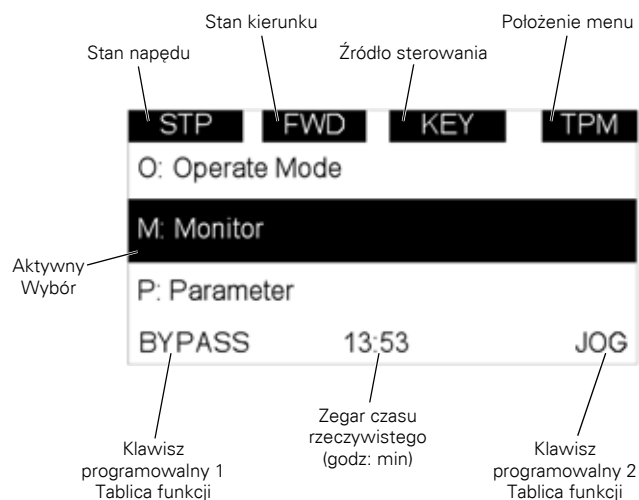 Stan kierunku
Położenie menu
Stan napędu
Źródło sterowania
STP FWD KEY TPM
O: Operate Mode
M: Monitor
Aktywny
Wybór
P: Parameter
BYPASS 13:53 JOG
Zegar czasu
rzeczywistego
(godz: min)
Klawisz
programowalny 1
Tablica funkcji
Klawisz
programowalny 2
Tablica funkcji